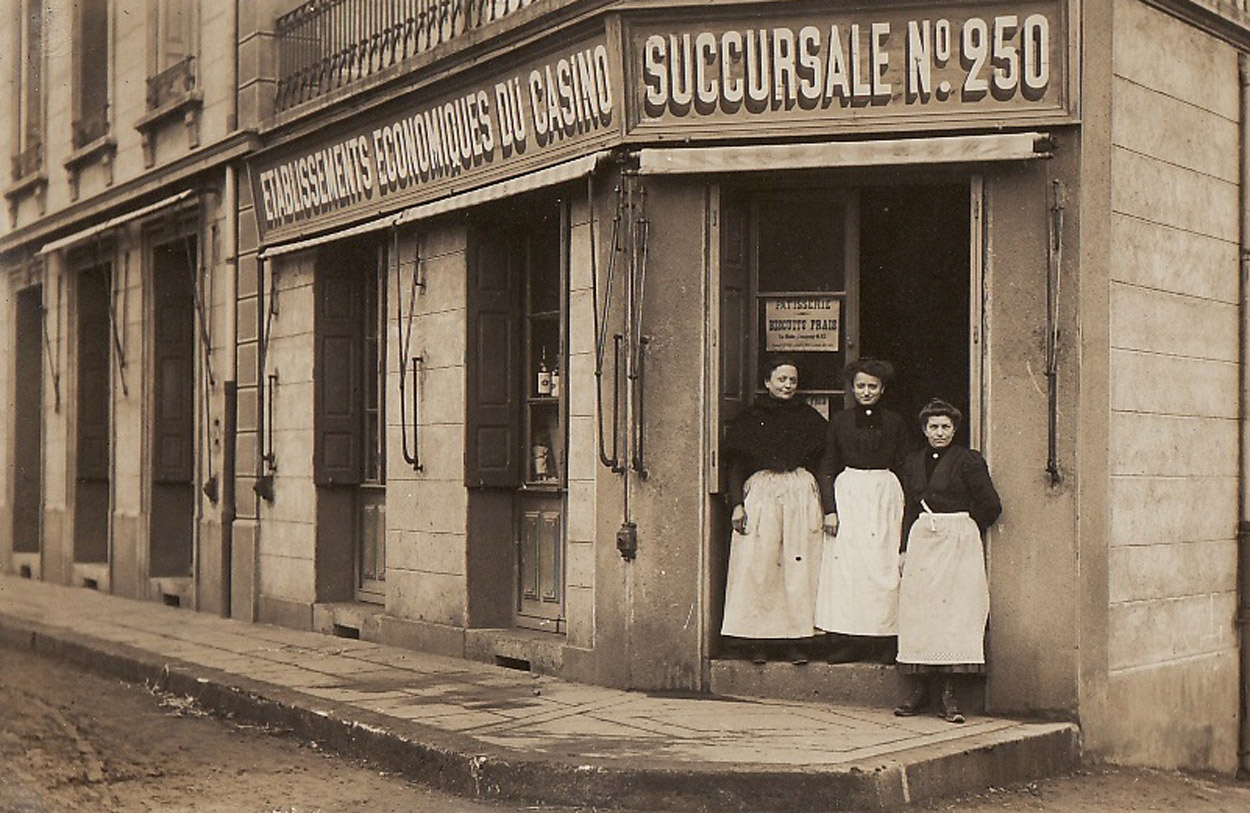 ETABLISSEMENTS ECONOMIQUES DU CASINO
SUCCURSALE Nº. 250
PATISSERIE
BISCUITS FRAIS